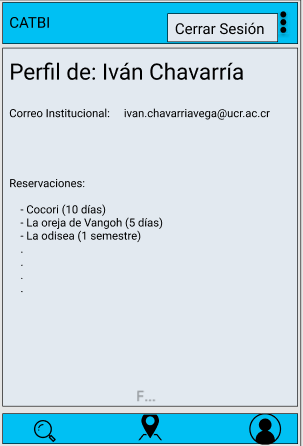 CATBI
Cerrar Sesión
Perfil de: Iván Chavarría
Correo Institucional: ivan.chavarriavega@ucr.ac.cr
Reservaciones:
- Cocori (10 días)
- La oreja de Vangoh (5 días)
- La odisea (1 semestre)
.
.
.
.
F...